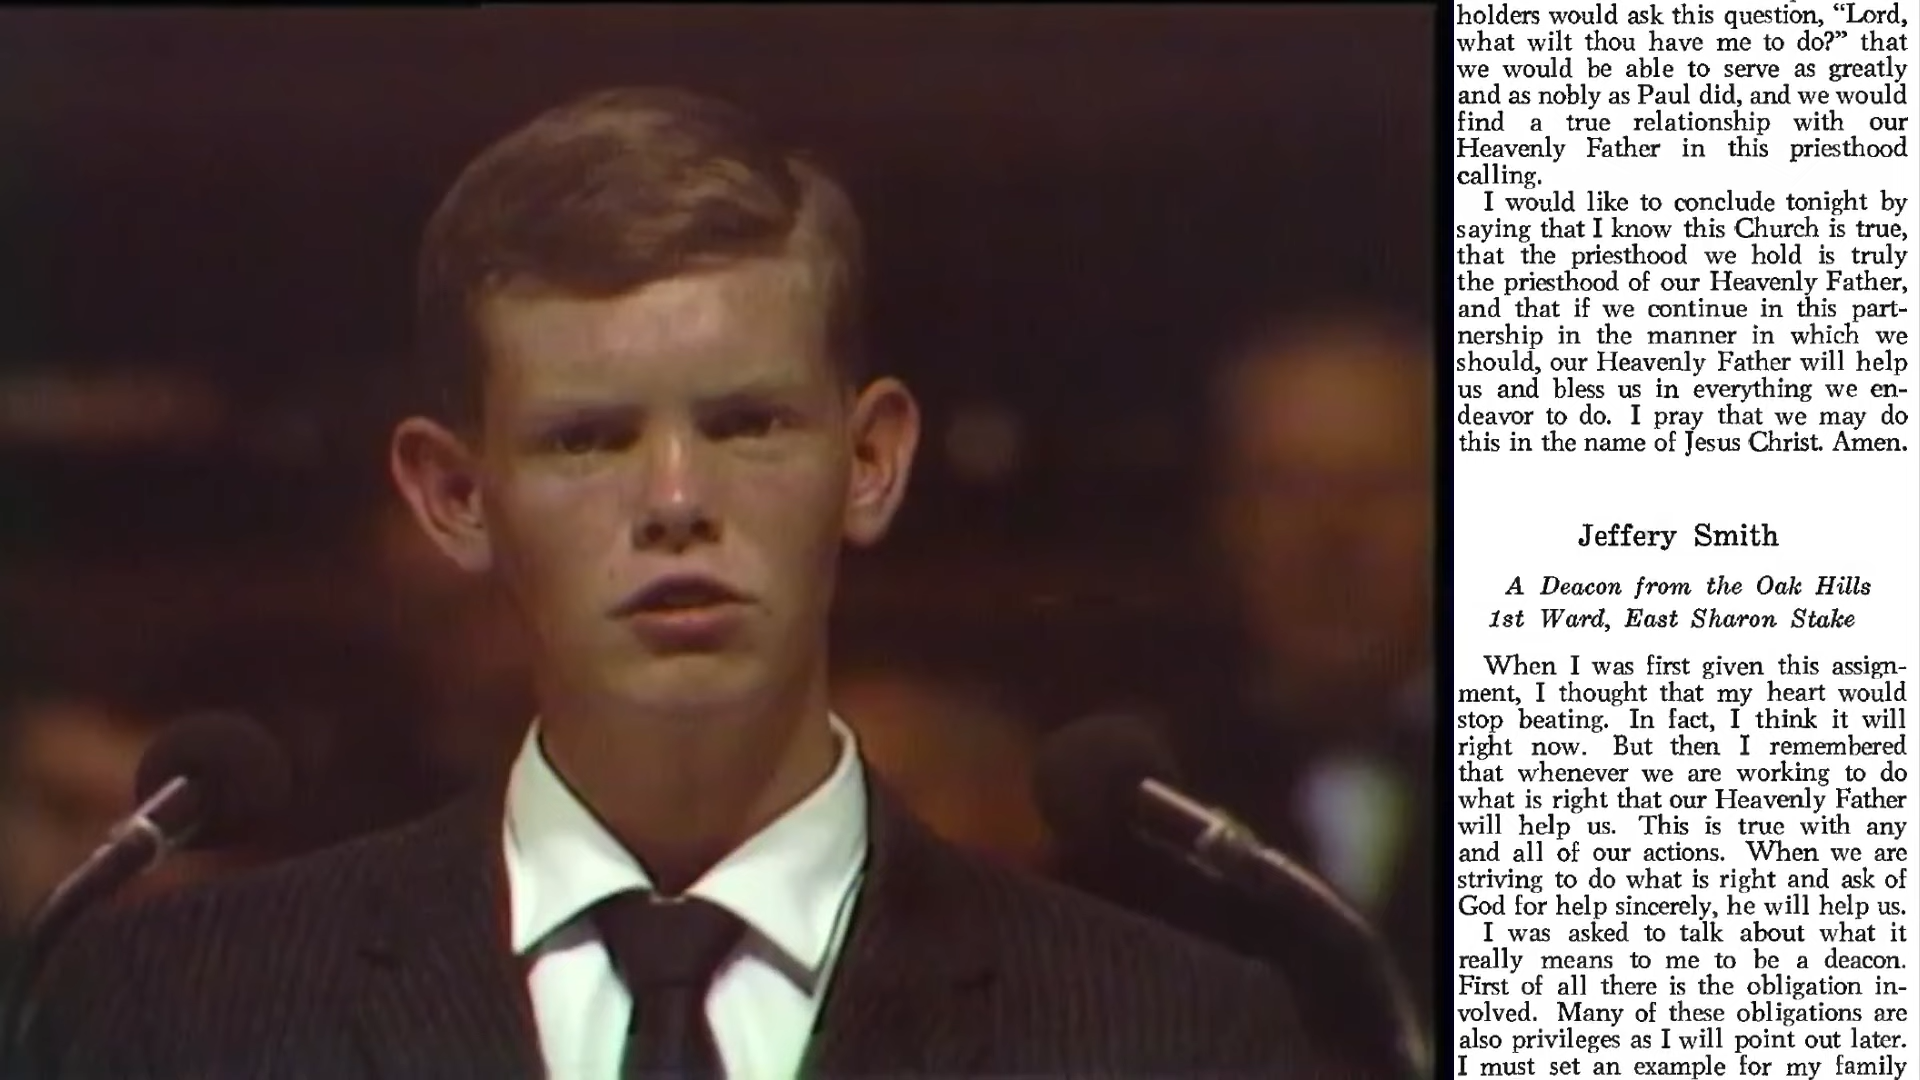 holders would ask this question, “Lord,
what wilt thou have me to do?” that
we would be able to serve as greatly
and as nobly as Paul did, and we would
find a true relationship with our
Heavenly Father in this priesthood
calling.
I would like to conclude tonight by
saying that I know this Church is true,
that the priesthood we hold is truly
the priesthood of our Heavenly Father,
and that if we continue in this part-
nership in the manner in which we
should, our Heavenly Father will help
us and bless us in everything we en-
deavor to do. I pray that we may do
this in the name of Jesus Christ. Amen.
Jeffery Smith
A Deacon from the Oak Hills
1st Ward, East Sharon Stake
When I was first given this assign-
ment, I thought that my heart would
stop beating. In fact, I think it will
right now. But then I remembered
that whenever we are working to do
what is right that our Heavenly Father
will help us. This is true with any
and all of our actions. When we are
striving to do what is right and ask of
God for help sincerely, he will help us.
I was asked to talk about what it
really means to me to be a deacon.
First of all there is the obligation in-
volved. Many of these obligations are
also privileges as I will point out later.
I must set an example for my family